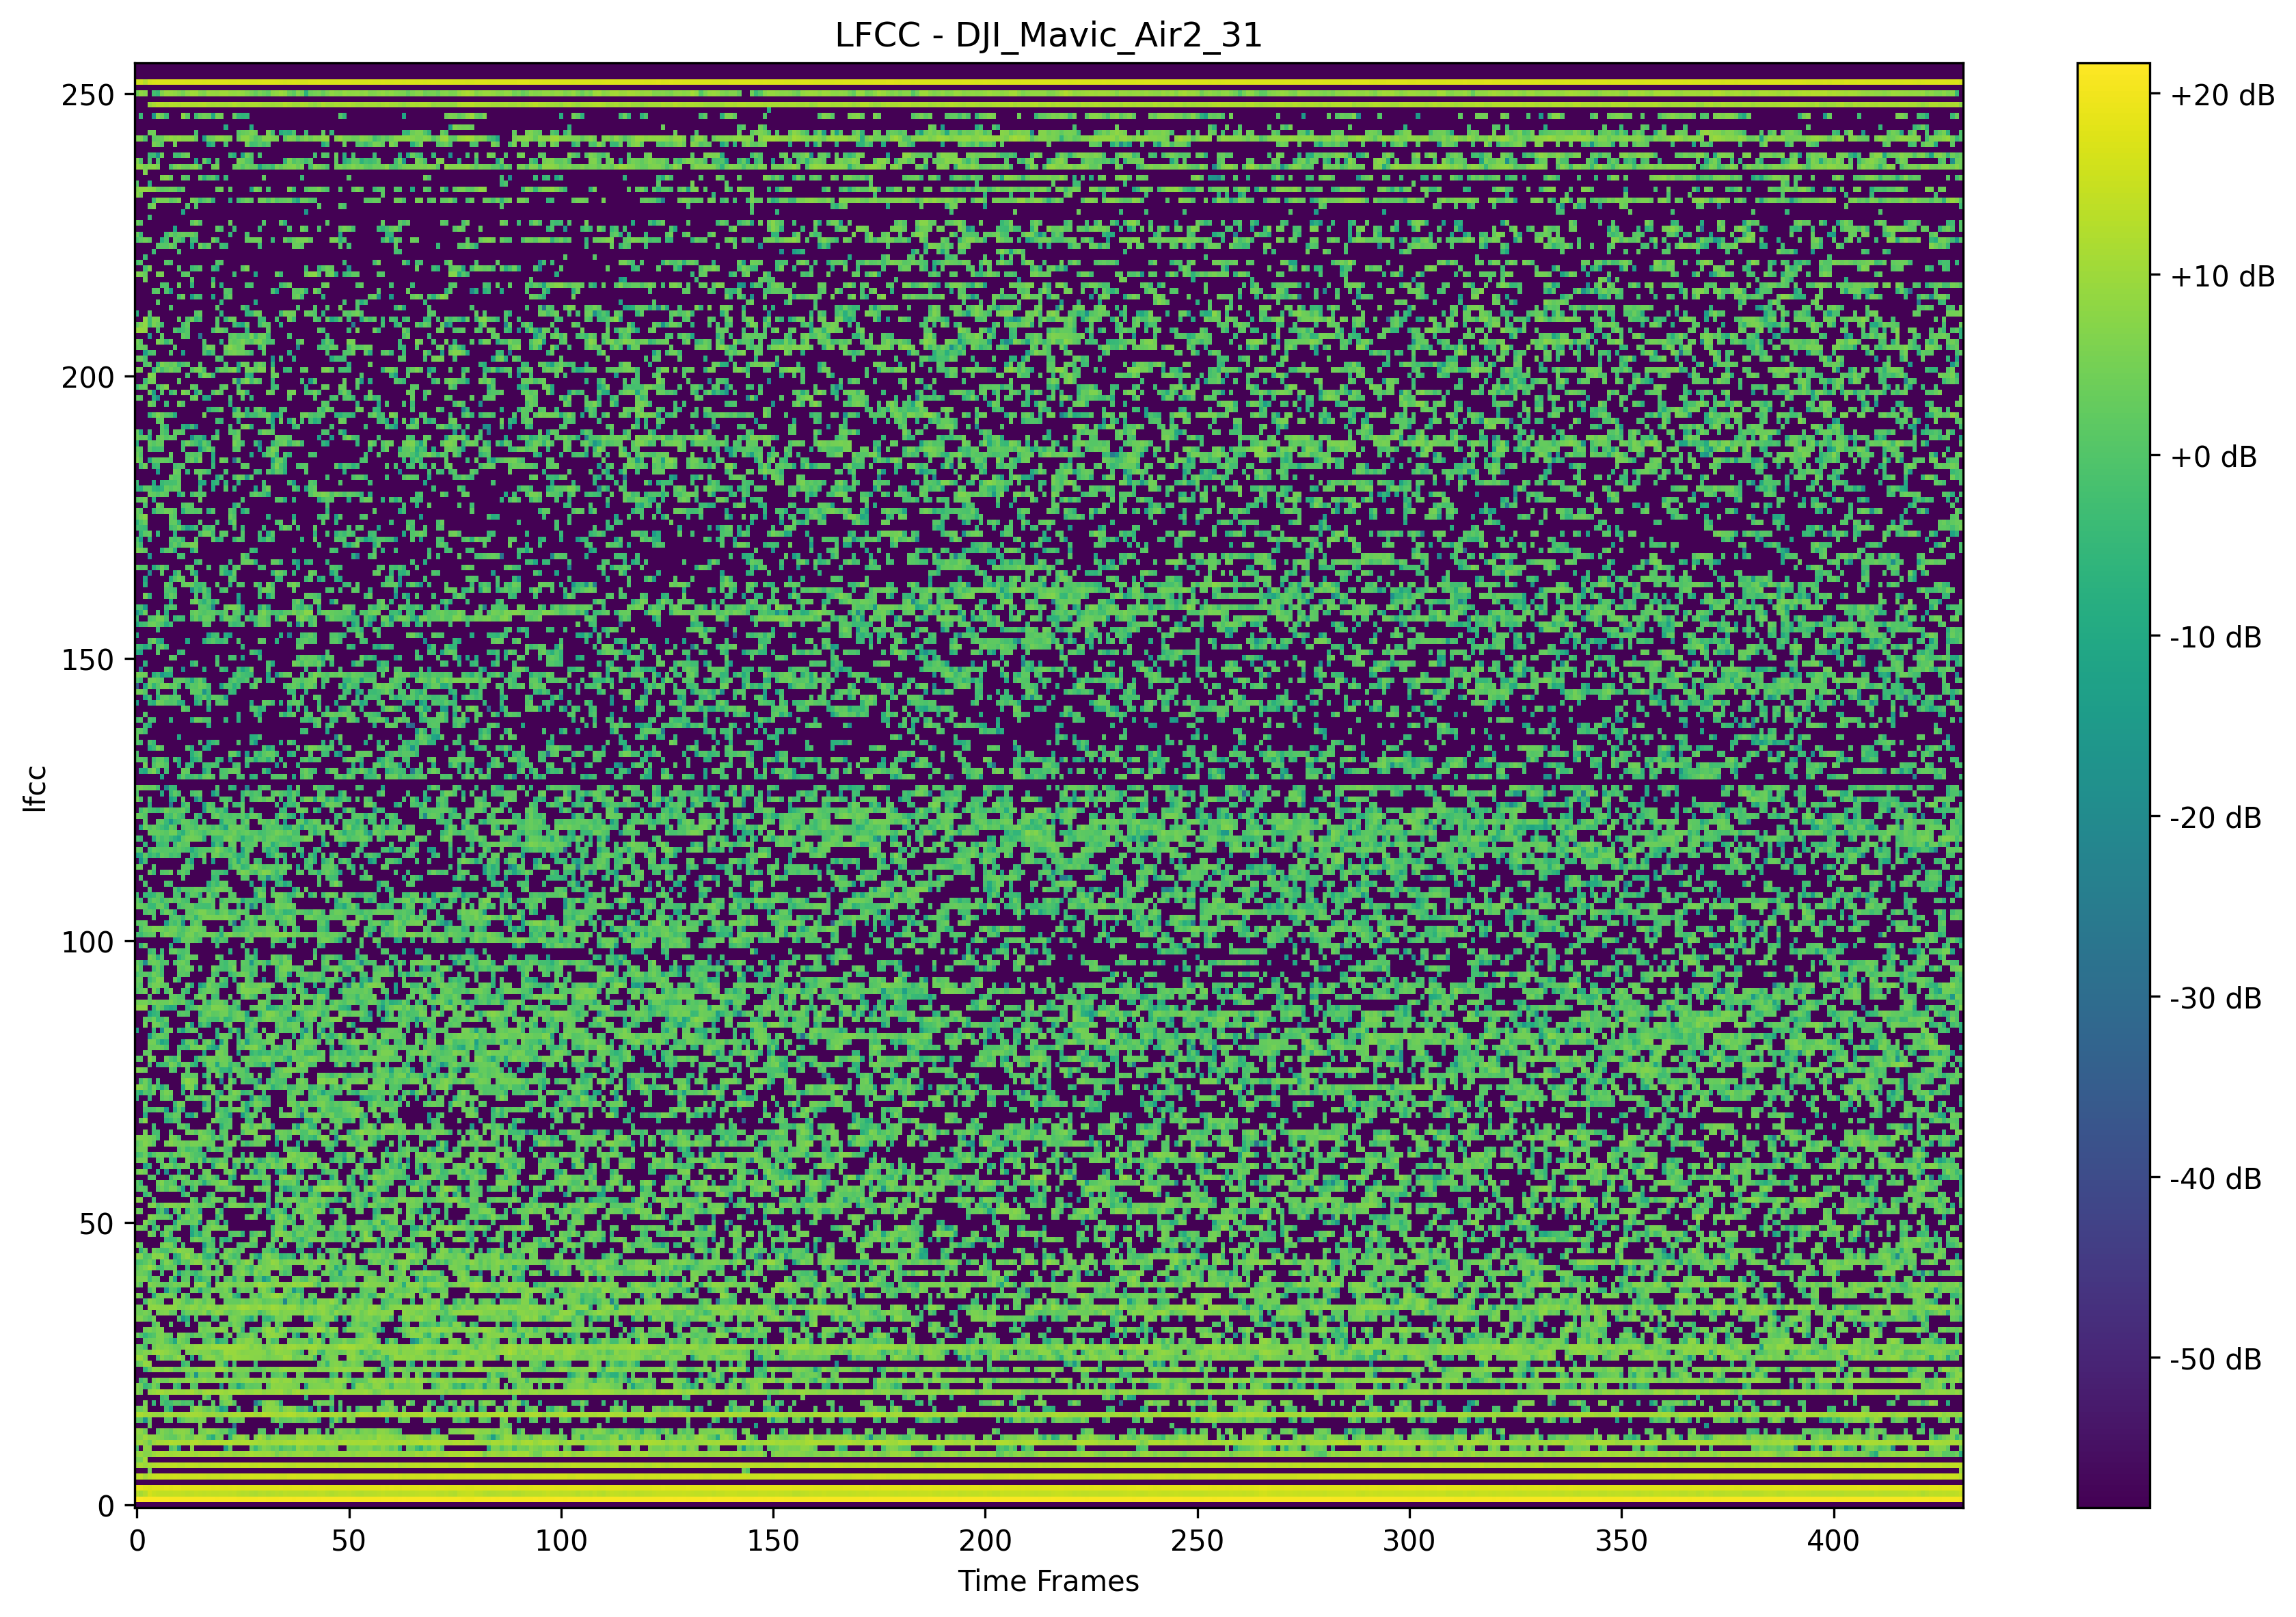 LFCC - DJI_Mavic_Air2_31
250
200
150
100
50
0
lfcc
0 50 100 150 200 250 300 350 400
Time Frames
+20 dB
+10 dB
+0 dB
-10 dB
-20 dB
-30 dB
-40 dB
-50 dB